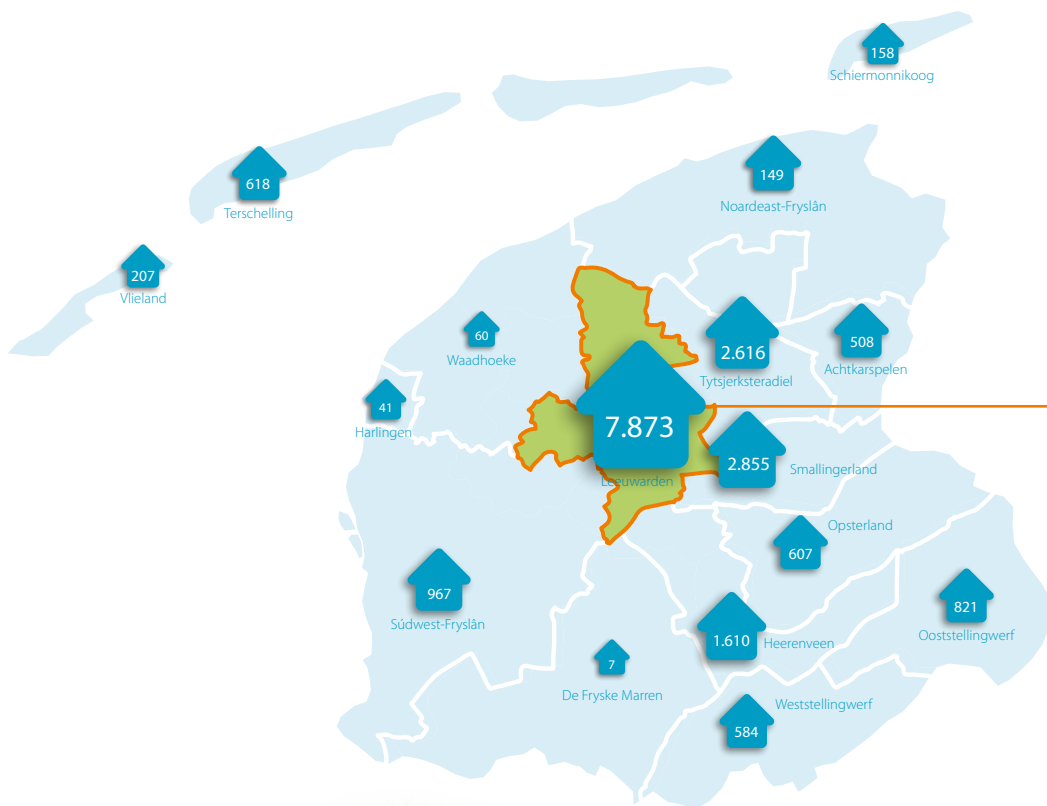 158
Schiermonnikoog
618
Terschelling
149
Noardeast-Fryslân
207
Vlieland
60
Waadhoeke
2.616
Tytsjerksteradiel
508
Achtkarspelen
41
Harlingen
7.873
Leeuwarden
2.855
Smallingerland
Opsterland
607
967
Súdwest-Fryslân
821
Ooststellingwerf
1.610
Heerenveen
7
De Fryske Marren
Weststellingwerf
584